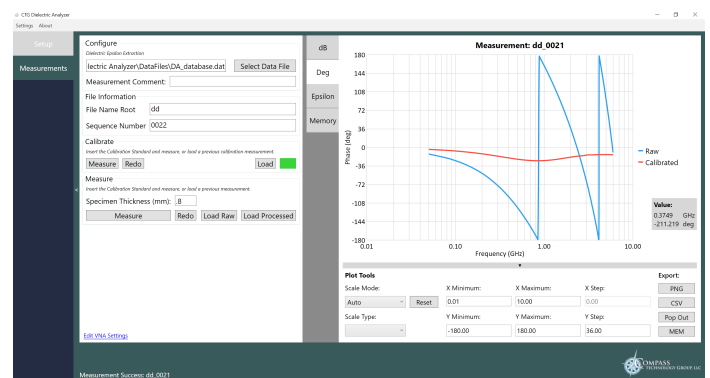 CTG Dielectric Analyzer
Settings About
Setup
Measurements
Configure
Dielectric Epsilon Extraction
lectric Analyzer\DataFiles\DA_database.dat Select Data File
Measurement Comment:
File Information
File Name Root dd
Sequence Number 0022
Calibrate
Insert the Calibration Standard and measure, or load a previous calibration measurement.
Measure Redo Load
Measure
Insert the Calibration Standard and measure, or load a previous measurement.
Specimen Thickness (mm): .8
Measure Redo Load Raw Load Processed
Edit VNA Settings
<
dB
Deg
Epsilon
Memory
Measurement: dd_0021
Phase (deg)
180
144
108
72
36
0
-36
-72
-108
-144
-180
0.01 0.10 1.00 10.00
Frequency (GHz)
Raw
Calibrated
Value:
0.3749 GHz
-211.219 deg
Plot Tools Export:
Scale Mode: X Minimum: X Maximum: X Step: PNG
Auto Reset 0.01 10.00 0.00 CSV
Scale Type: Y Minimum: Y Maximum: Y Step: Pop Out
-180.00 180.00 36.00 MEM
COMPASS
TECHNOLOGY GROUP LLC
Measurement Success: dd_0021